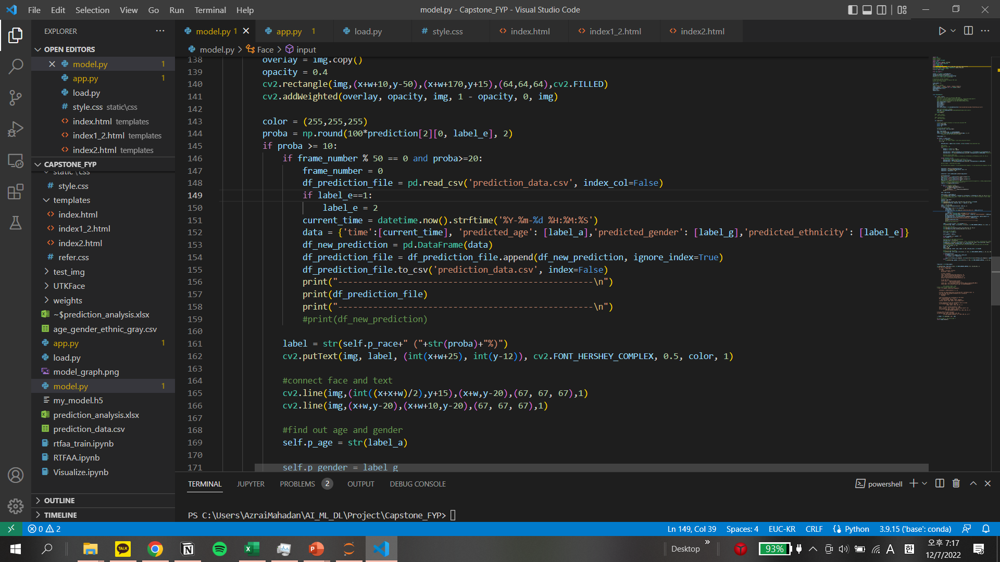 File Edit Selection View Go Run Terminal Help
model.py - Capstone_FYP - Visual Studio Code
EXPLORER
model.py 1
app.py 1
load.py
style.css
index.html
index1_2.html
index2.html
OPEN EDITORS
model.py 1
app.py 1
load.py
style.css static\css
index.html templates
index1_2.html templates
index2.html templates
CAPSTONE_FYP
static \css
style.css
templates
index.html
index1_2.html
index2.html
refer.css
test_img
UTKFace
weights
~$prediction_analysis.xlsx
age_gender_ethnic_gray.csv
app.py 1
load.py
model_graph.png
model.py 1
my_model.h5
prediction_analysis.xlsx
prediction_data.csv
rtfaa_train.ipynb
RTFAA.ipynb
Visualize.ipynb
OUTLINE
TIMELINE
model.py > Face > input
138 overlay = img.copy()
139 opacity = 0.4
140 cv2.rectangle(img,(x+w+10,y-50),(x+w+170,y+15),(64,64,64),cv2.FILLED)
141 cv2.addWeighted(overlay, opacity, img, 1 - opacity, 0, img)
142
143 color = (255,255,255)
144 proba = np.round(100*prediction[2][0, label_e], 2)
145 if proba >= 10:
146 if frame_number % 50 == 0 and proba>=20:
147 frame_number = 0
148 df_prediction_file = pd.read_csv('prediction_data.csv', index_col=False)
149 if label_e==1:
150 label_e = 2
151 current_time = datetime.now().strftime('%Y-%m-%d %H:%M:%S')
152 data = {'time':[current_time], 'predicted_age': [label_a],'predicted_gender': [label_g],'predicted_ethnicity': [label_e]}
153 df_new_prediction = pd.DataFrame(data)
154 df_prediction_file = df_prediction_file.append(df_new_prediction, ignore_index=True)
155 df_prediction_file.to_csv('prediction_data.csv', index=False)
156 print("---------------------------------------------------\n")
157 print(df_prediction_file)
158 print("---------------------------------------------------\n")
159 #print(df_new_prediction)
160
161 label = str(self.p_race+" ("+str(proba)+"%)")
162 cv2.putText(img, label, (int(x+w+25), int(y-12)), cv2.FONT_HERSHEY_COMPLEX, 0.5, color, 1)
163
164 #connect face and text
165 cv2.line(img,(int((x+x+w)/2),y+15),(x+w,y-20),(67, 67, 67),1)
166 cv2.line(img,(x+w,y-20),(x+w+10,y-20),(67, 67, 67),1)
167
168 #find out age and gender
169 self.p_age = str(label_a)
170
171 self.p_gender = label_g
TERMINAL JUPYTER PROBLEMS 2 OUTPUT DEBUG CONSOLE
powershell
PS C:\Users\AzraiMahadan\AI_ML_DL\Project\Capstone_FYP>
0 2
Ln 149, Col 39 Spaces: 4 EUC-KR CRLF Python 3.9.15 ('base': conda)
TALK
Desktop
93%
A
한
오후 7:17
12/7/2022